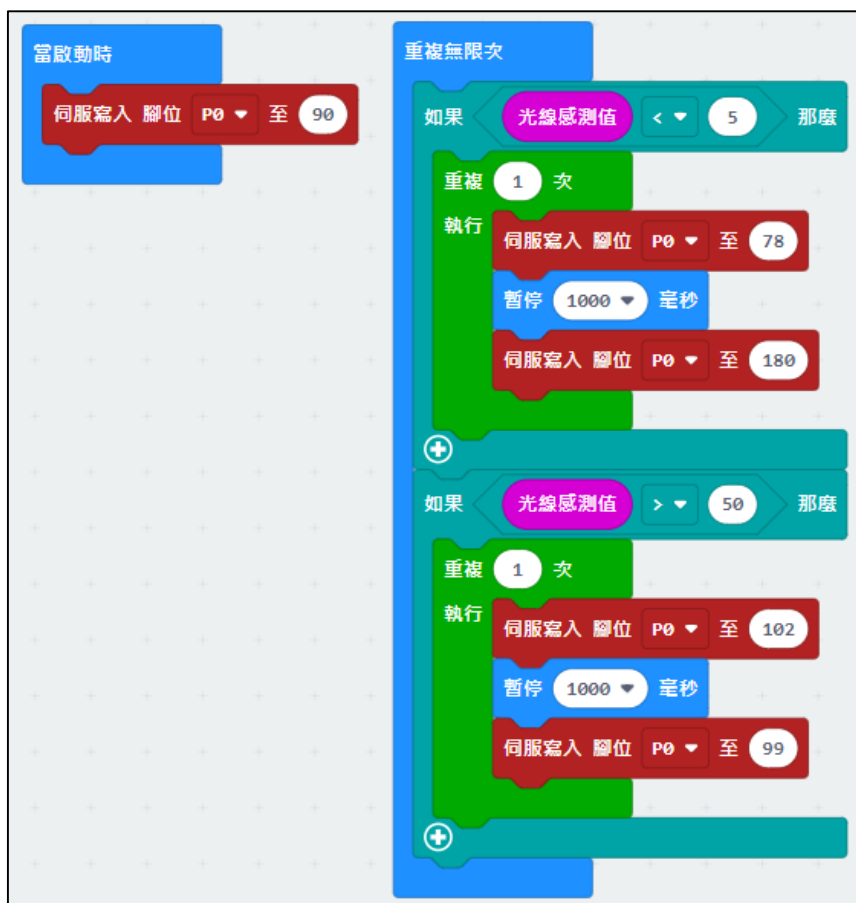 當啟動時
伺服寫入 腳位 P0 至 90
重複無限次
如果 光線感測值 < 5 那麼
重複 1 次
執行
伺服寫入 腳位 P0 至 78
暫停 1000 毫秒
伺服寫入 腳位 P0 至 180
如果 光線感測值 > 50 那麼
重複 1 次
執行
伺服寫入 腳位 P0 至 102
暫停 1000 毫秒
伺服寫入 腳位 P0 至 99